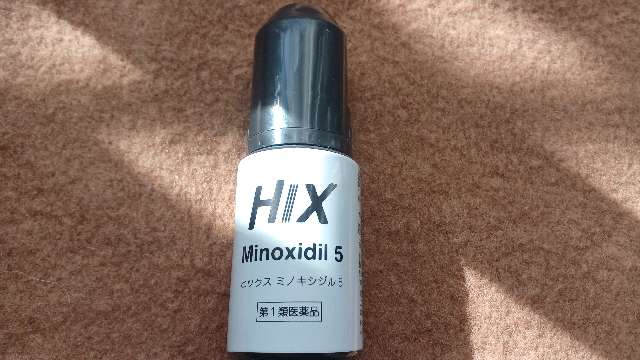 HIX
Minoxidil 5
ヒックス ミノキシジル 5
第1類医薬品